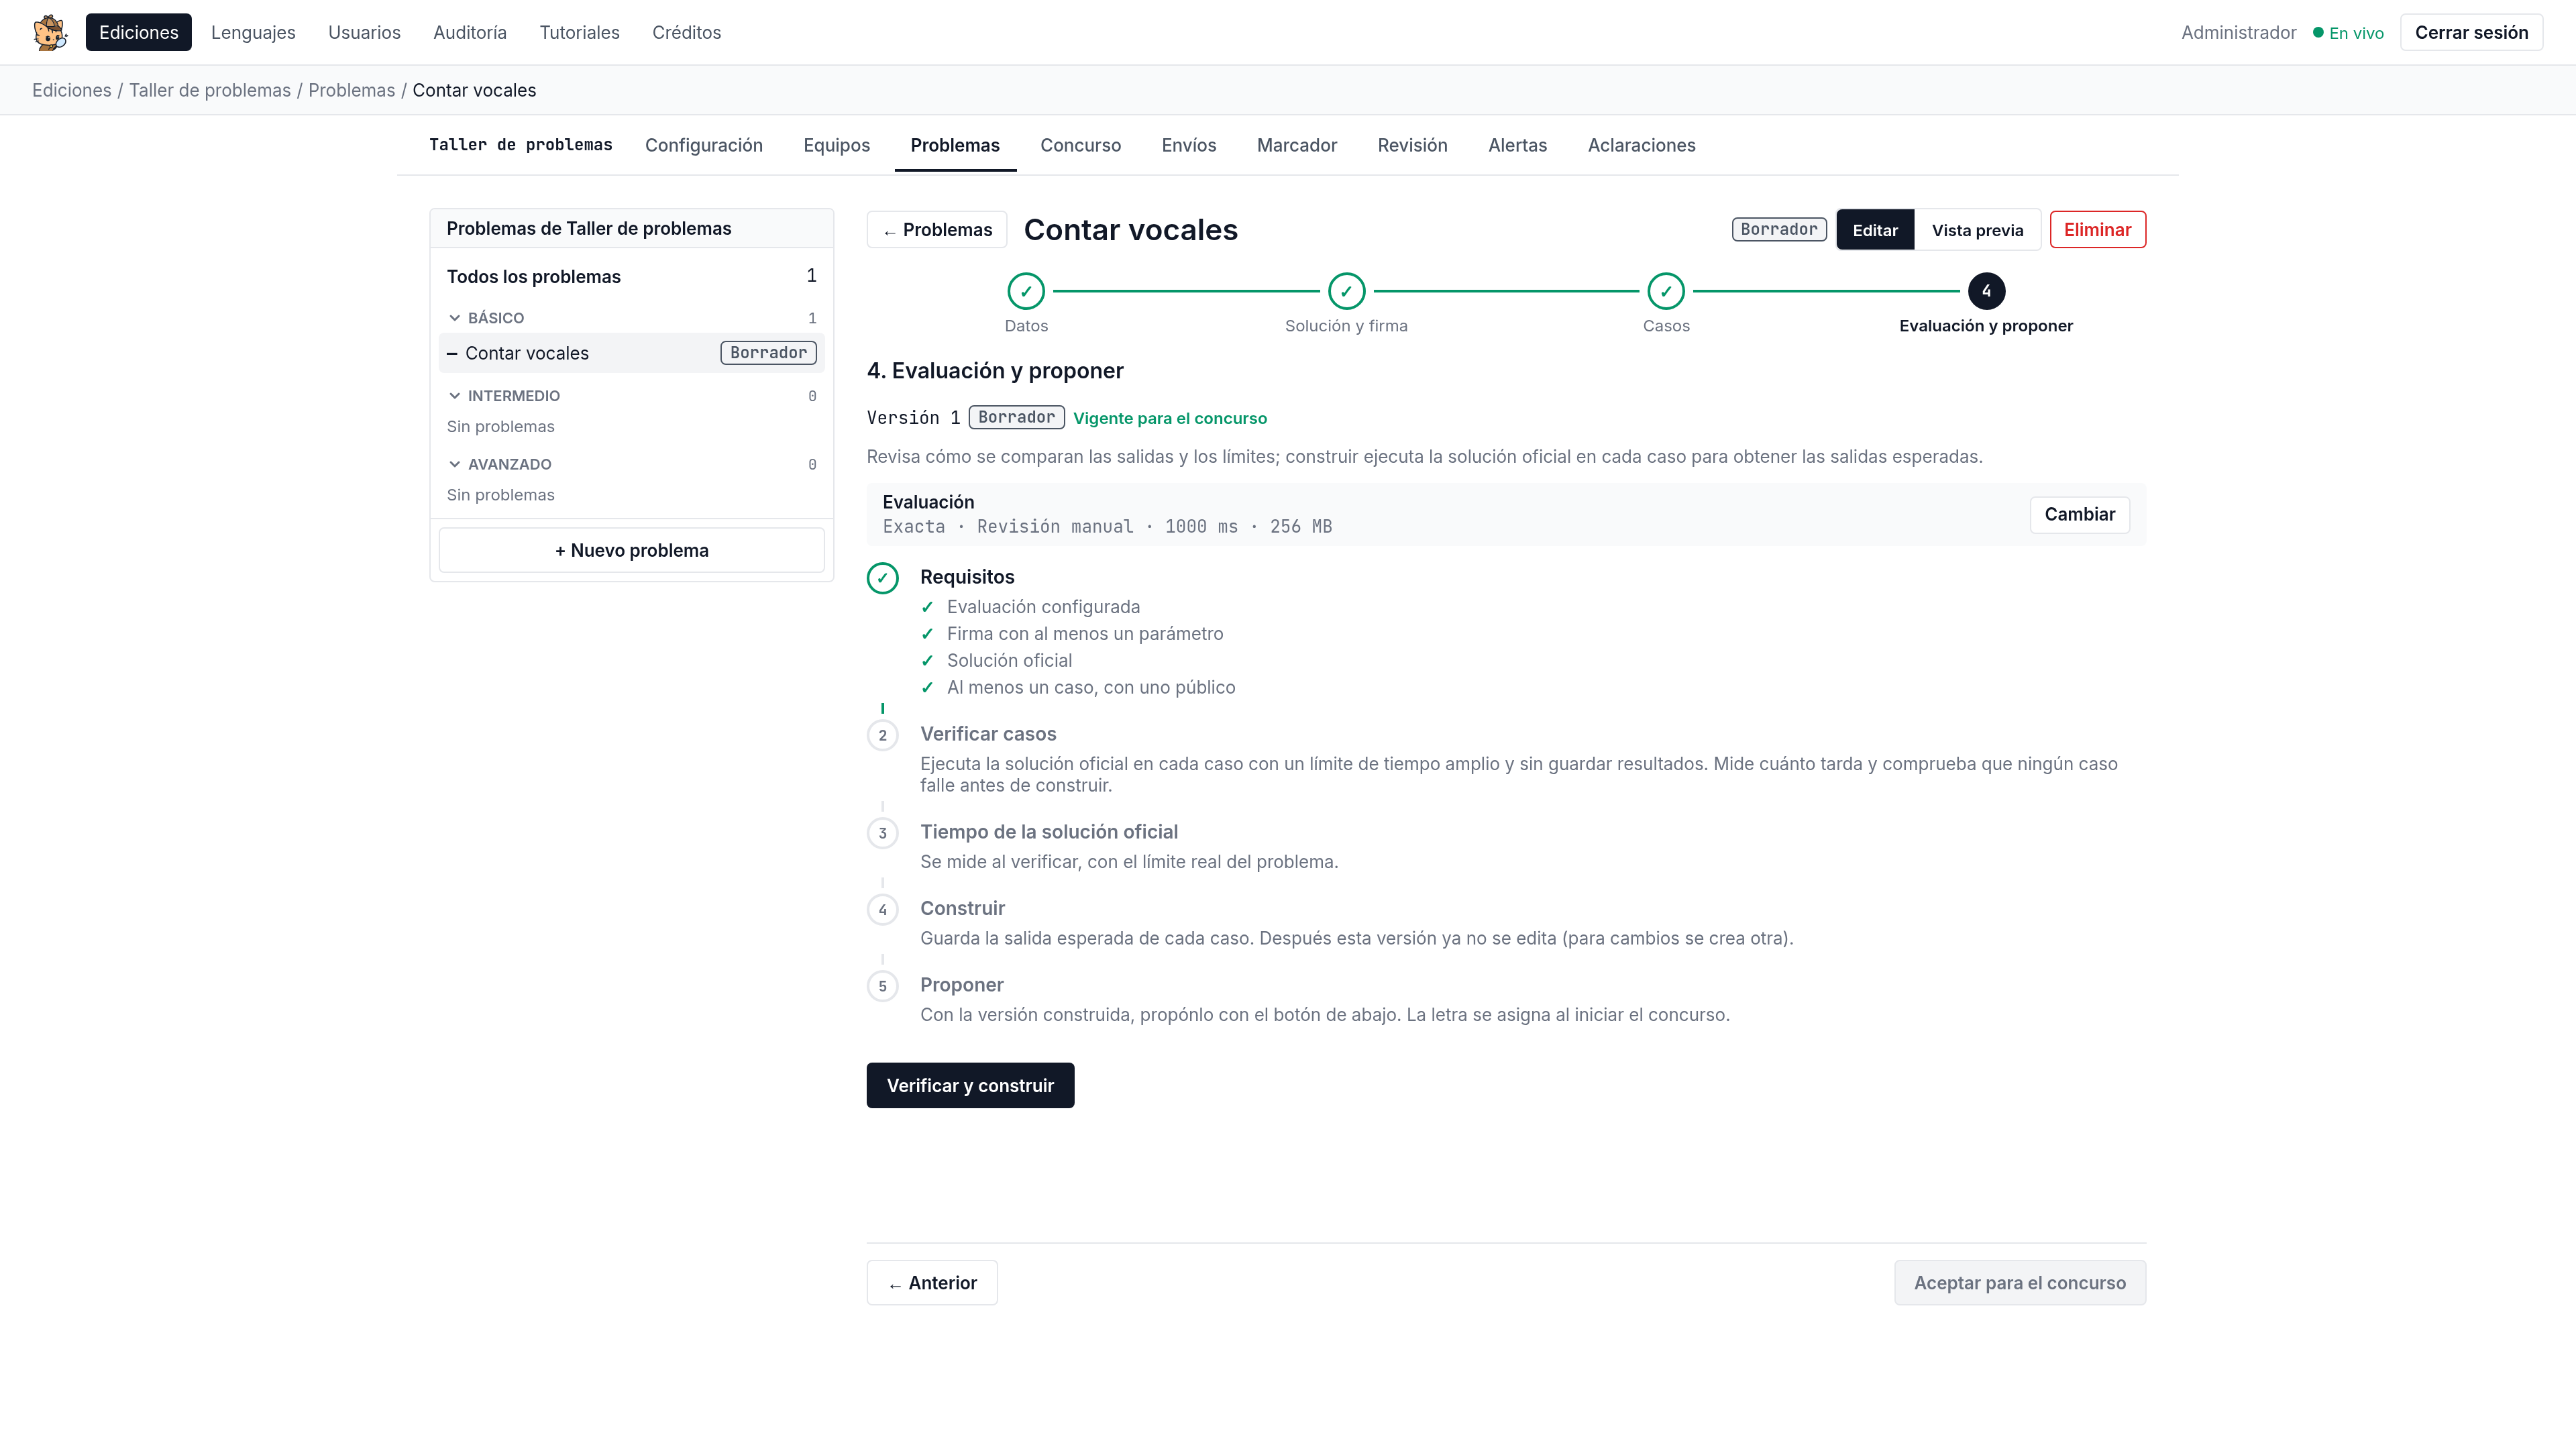 Ediciones Lenguajes Usuarios Auditoría Tutoriales Créditos Administrador En vivo Cerrar sesión
Ediciones / Taller de problemas / Problemas / Contar vocales
Taller de problemas Configuración Equipos Problemas Concurso Envíos Marcador Revisión Alertas Aclaraciones
Problemas de Taller de problemas
Todos los problemas 1
BÁSICO 1
– Contar vocales Borrador
INTERMEDIO 0
Sin problemas
AVANZADO 0
Sin problemas
+ Nuevo problema
← Problemas Contar vocales Borrador Editar Vista previa Eliminar
✓ ✓ ✓ 4
Datos Solución y firma Casos Evaluación y proponer
4. Evaluación y proponer
Versión 1 Borrador Vigente para el concurso
Revisa cómo se comparan las salidas y los límites; construir ejecuta la solución oficial en cada caso para obtener las salidas esperadas.
Evaluación
Exacta · Revisión manual · 1000 ms · 256 MB
Cambiar
✓ Requisitos
✓ Evaluación configurada
✓ Firma con al menos un parámetro
✓ Solución oficial
✓ Al menos un caso, con uno público
2 Verificar casos
Ejecuta la solución oficial en cada caso con un límite de tiempo amplio y sin guardar resultados. Mide cuánto tarda y comprueba que ningún caso
falle antes de construir.
3 Tiempo de la solución oficial
Se mide al verificar, con el límite real del problema.
4 Construir
Guarda la salida esperada de cada caso. Después esta versión ya no se edita (para cambios se crea otra).
5 Proponer
Con la versión construida, propónlo con el botón de abajo. La letra se asigna al iniciar el concurso.
Verificar y construir
← Anterior Aceptar para el concurso